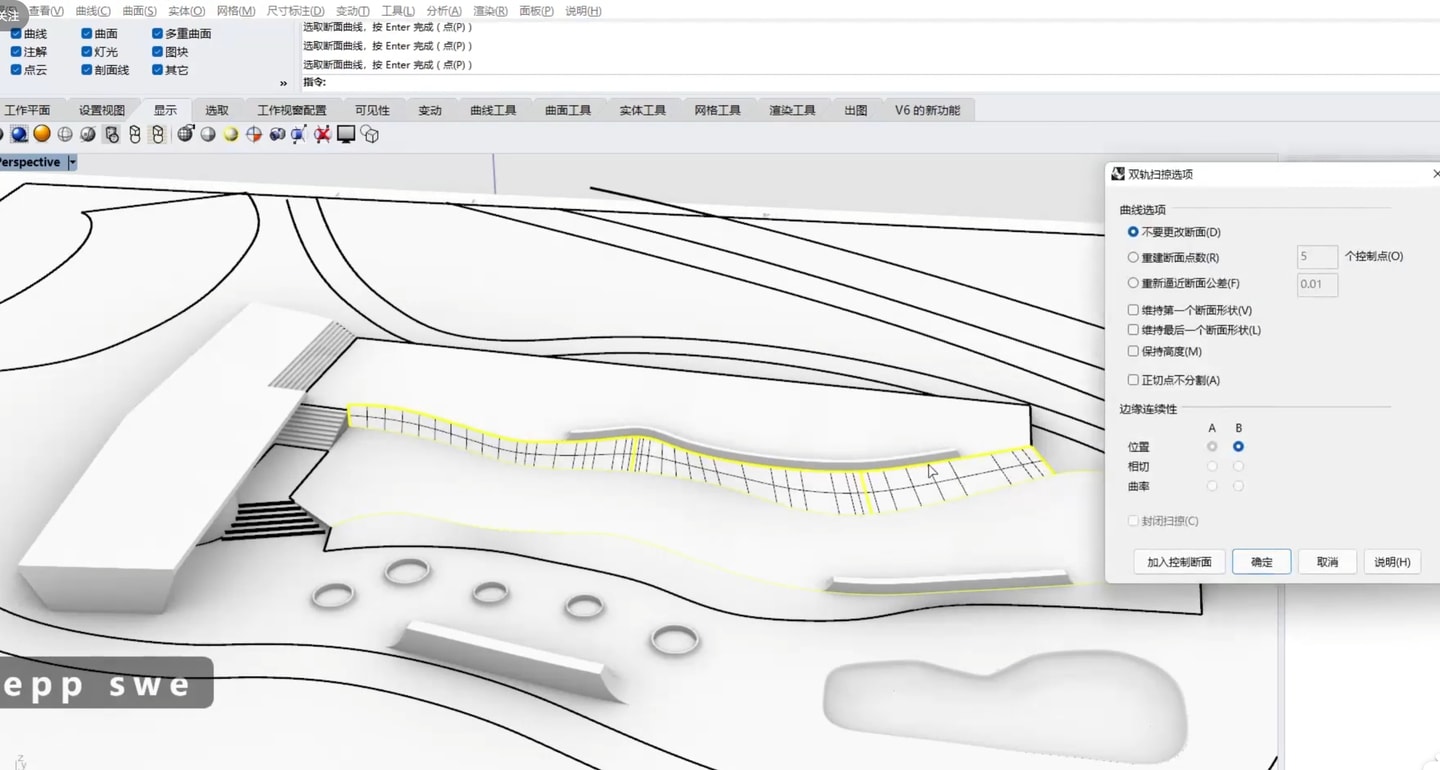 关注
查看(V) 曲线(C) 曲面(S) 实体(O) 网格(M) 尺寸标注(D) 变动(T) 工具(L) 分析(A) 渲染(R) 面板(P) 说明(H)
曲线 曲面 多重曲面
注解 灯光 图块
点云 剖面线 其它
»
选取断面曲线，按 Enter 完成 ( 点(P) )
选取断面曲线，按 Enter 完成 ( 点(P) )
选取断面曲线，按 Enter 完成 ( 点(P) )
指令:
工作平面 设置视图 显示 选取 工作视窗配置 可见性 变动 曲线工具 曲面工具 实体工具 网格工具 渲染工具 出图 V6 的新功能
Perspective
双轨扫掠选项
曲线选项
不要更改断面(D)
重建断面点数(R) 5 个控制点(O)
重新逼近断面公差(F) 0.01
维持第一个断面形状(V)
维持最后一个断面形状(L)
保持高度(M)
正切点不分割(A)
边缘连续性
A B
位置
相切
曲率
封闭扫掠(C)
加入控制断面 确定 取消 说明(H)
epp swe
z
y